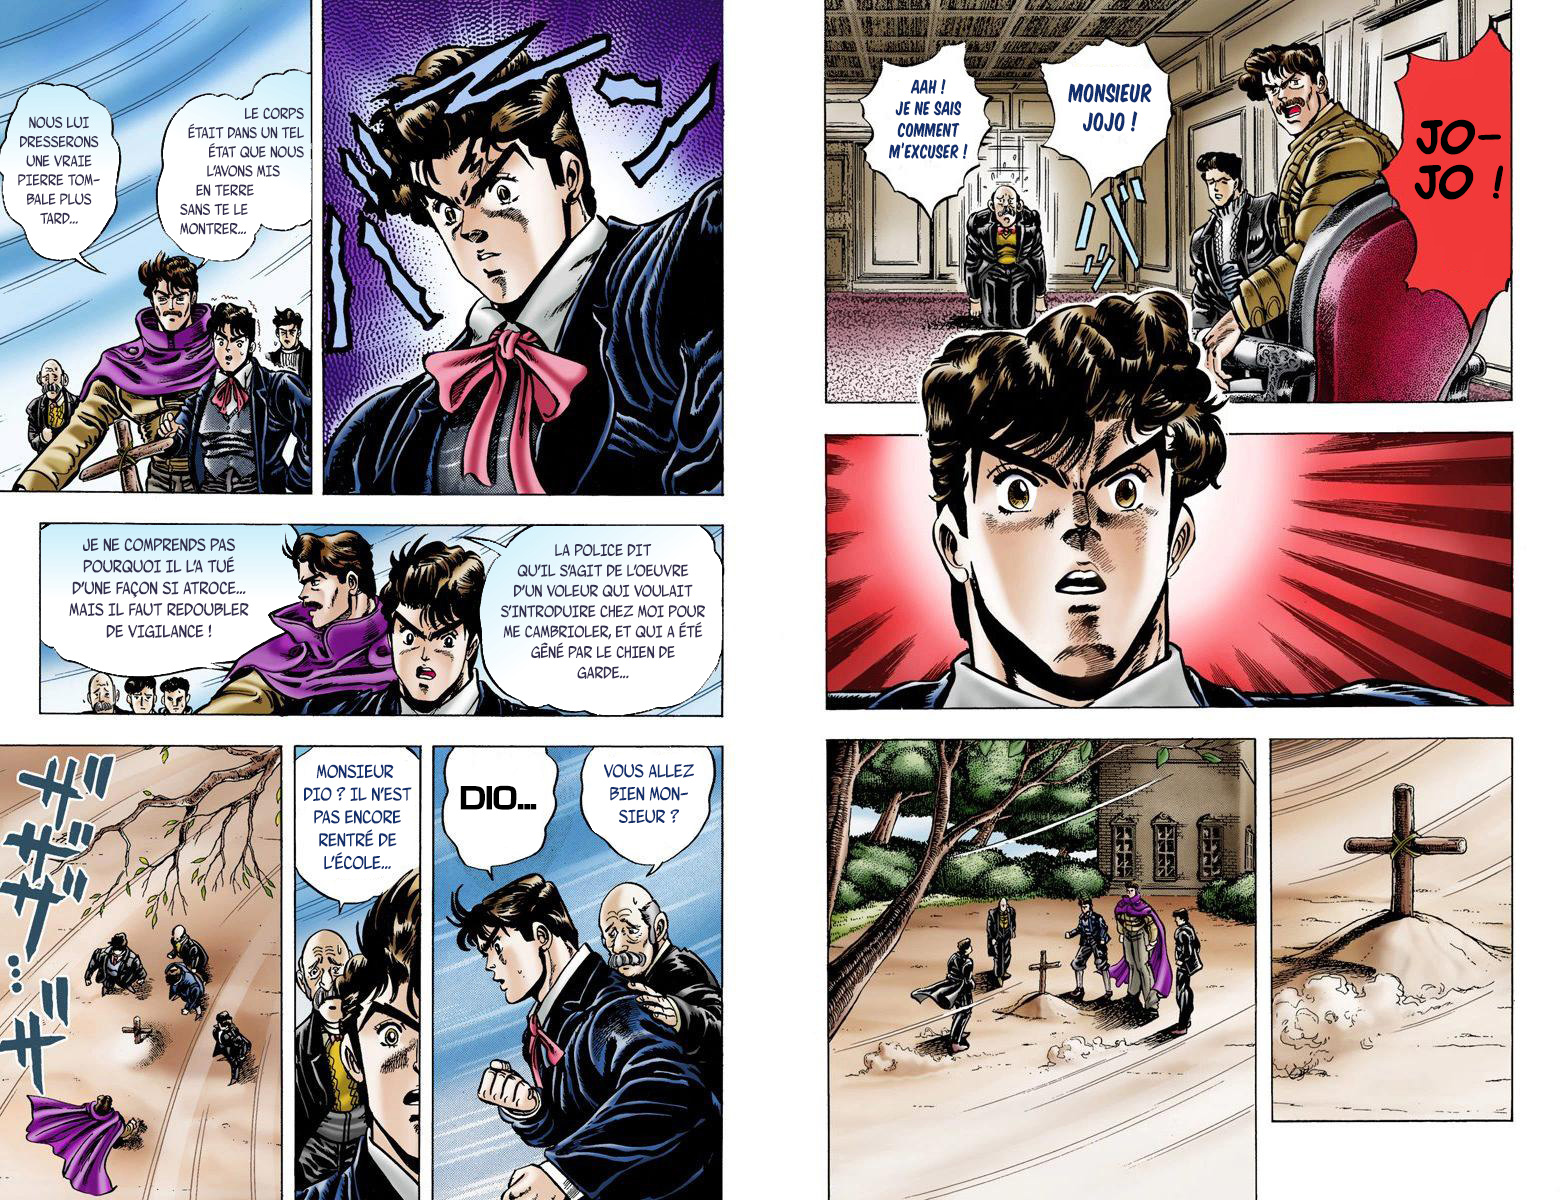 JO-
JO !
MONSIEUR
JOJO !
バッ
AAH !
JE NE SAIS
COMMENT
M'EXCUSER !
LE CORPS
ÉTAIT DANS UN TEL
ÉTAT QUE NOUS
L'AVONS MIS
EN TERRE
SANS TE LE
MONTRER...
NOUS LUI
DRESSERONS
UNE VRAIE
PIERRE TOM-
BALE PLUS
TARD...
LA POLICE DIT
QU'IL S'AGIT DE L'OEUVRE
D'UN VOLEUR QUI VOULAIT
S'INTRODUIRE CHEZ MOI POUR
ME CAMBRIOLER, ET QUI A ÉTÉ
GÊNÉ PAR LE CHIEN DE
GARDE...
JE NE COMPRENDS PAS
POURQUOI IL L'A TUÉ
D'UNE FAÇON SI ATROCE...
MAIS IL FAUT REDOUBLER
DE VIGILANCE !
VOUS ALLEZ
BIEN MON-
SIEUR ?
DIO...
MONSIEUR
DIO ? IL N'EST
PAS ENCORE
RENTRÉ DE
L'ÉCOLE...
ザザザザ…ザ